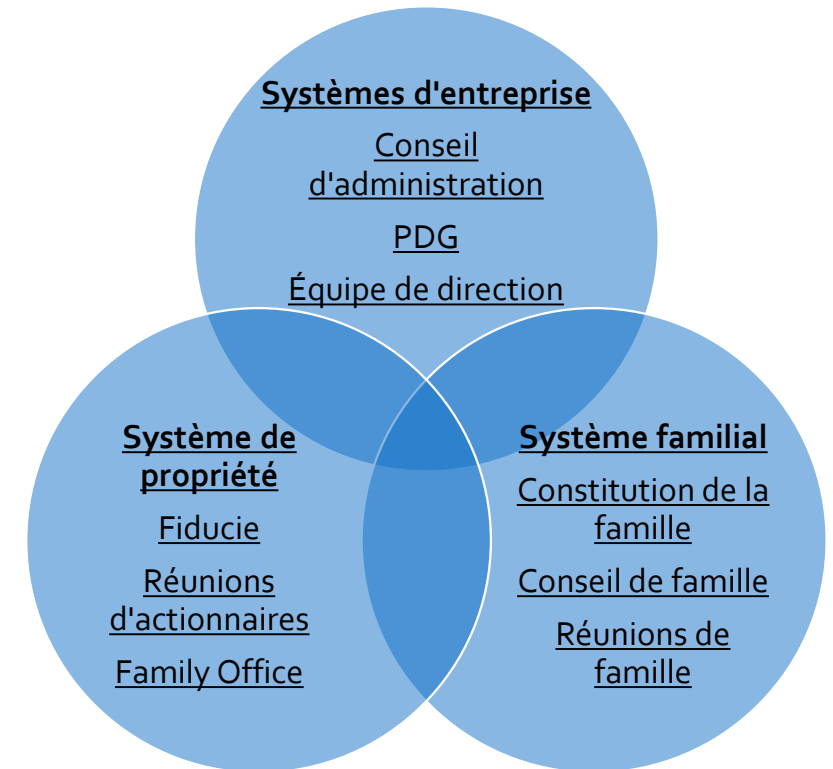 Systèmes d'entreprise
Conseil
d'administration
PDG
Équipe de direction
Système de
propriété
Fiducie
Réunions
d'actionnaires
Family Office
Système familial
Constitution de la
famille
Conseil de famille
Réunions de
famille